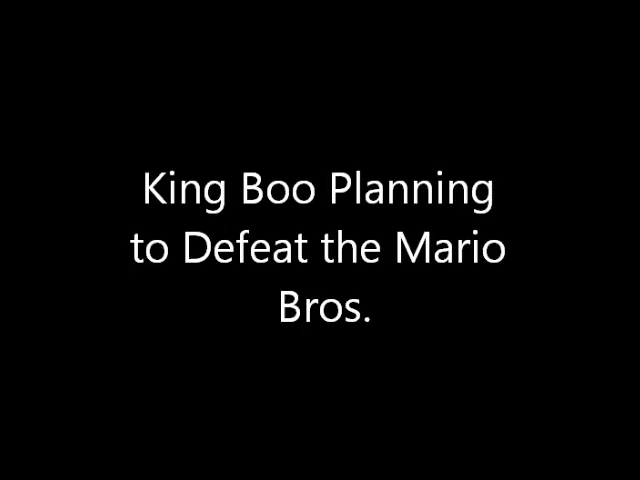 King Boo Planning
to Defeat the Mario
Bros.